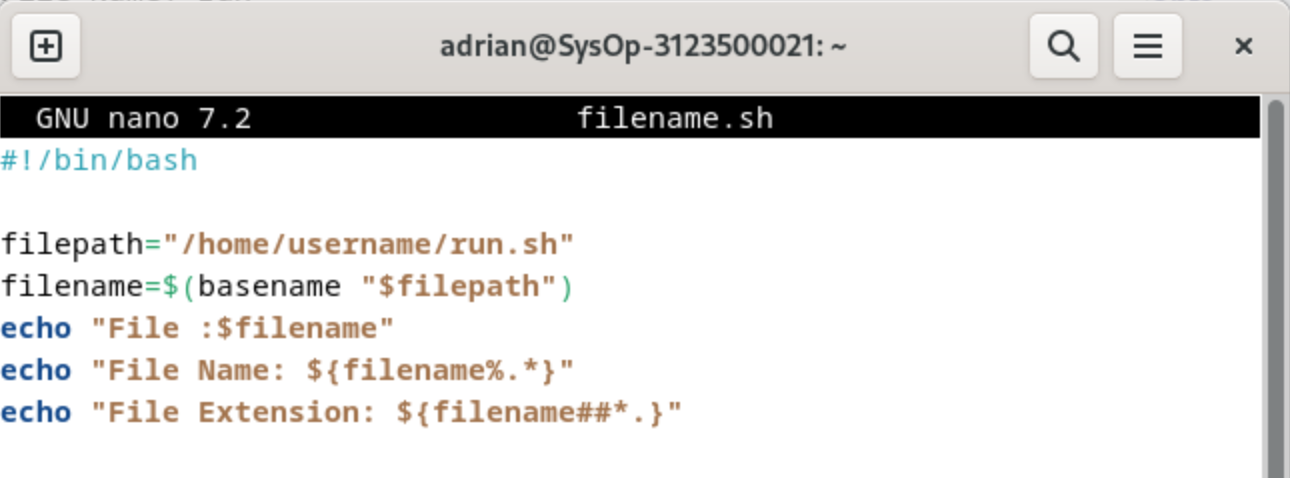 adrian@SysOp-3123500021: ~
GNU nano 7.2 filename.sh
#!/bin/bash
filepath="/home/username/run.sh"
filename=$(basename "$filepath")
echo "File :$filename"
echo "File Name: ${filename%.*}"
echo "File Extension: ${filename##*.}"